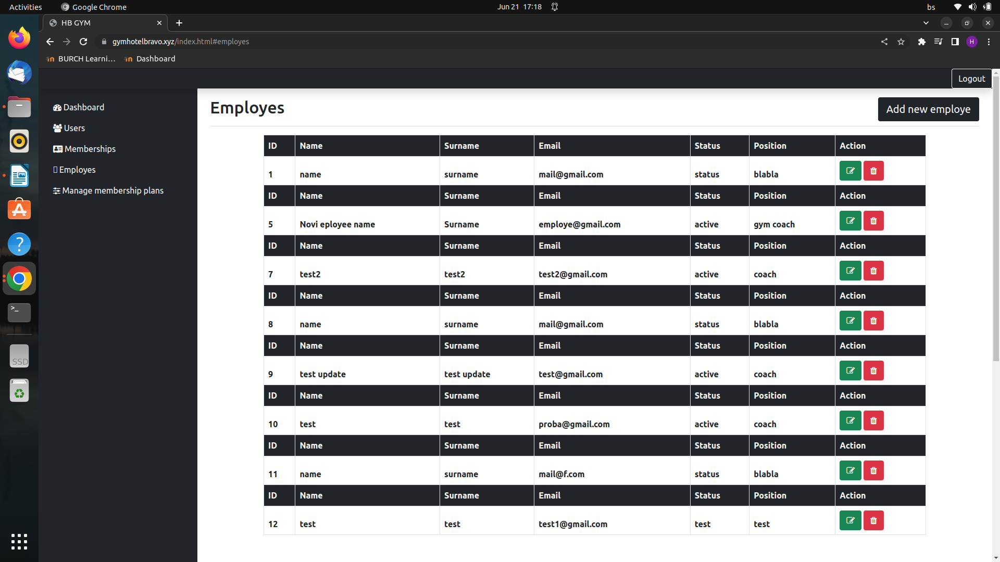 Activities Google Chrome Jun 21 17:18 bs
HB GYM
gymhotelbravo.xyz/index.html#employes H
BURCH Learni... Dashboard
Logout
Dashboard
Users
Memberships
Employes
Manage membership plans
Employes Add new employe
ID Name Surname Email Status Position Action
1 name surname mail@gmail.com status blabla
ID Name Surname Email Status Position Action
5 Novi eployee name Surname employe@gmail.com active gym coach
ID Name Surname Email Status Position Action
7 test2 test2 test2@gmail.com active coach
ID Name Surname Email Status Position Action
8 name surname mail@gmail.com status blabla
ID Name Surname Email Status Position Action
9 test update test update test@gmail.com active coach
ID Name Surname Email Status Position Action
10 test test proba@gmail.com active coach
ID Name Surname Email Status Position Action
11 name surname mail@f.com status blabla
ID Name Surname Email Status Position Action
12 test test test1@gmail.com test test
SSD